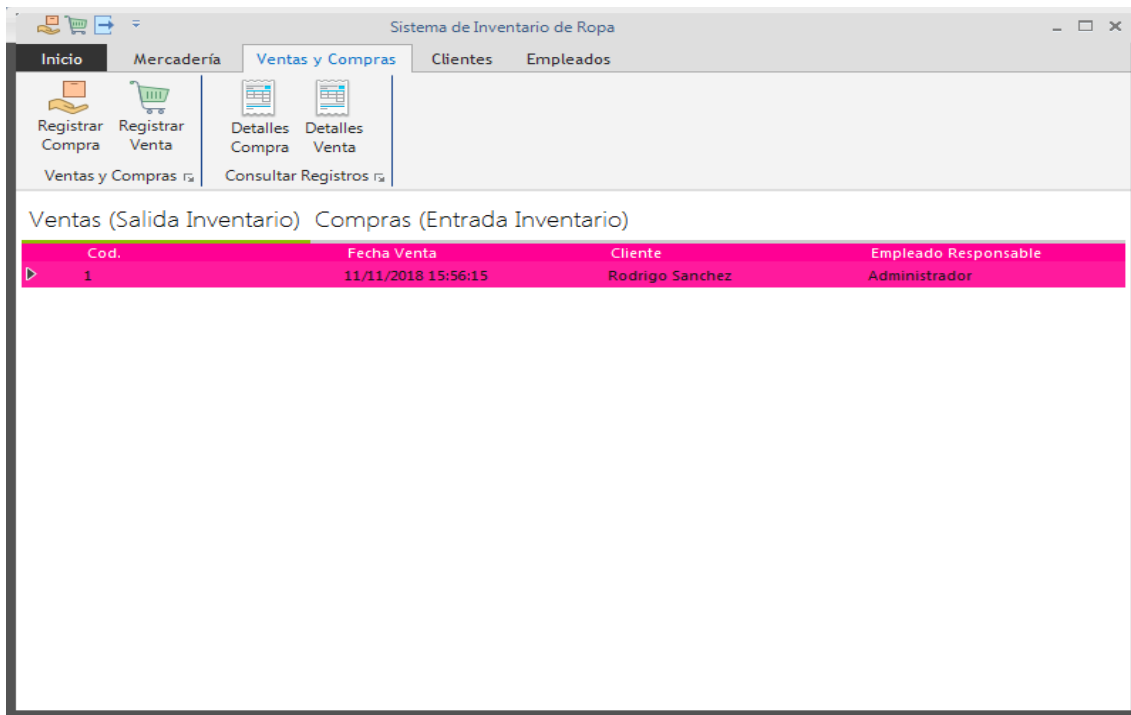 Sistema de Inventario de Ropa
Inicio Mercadería Ventas y Compras Clientes Empleados
Registrar Compra
Registrar Venta
Detalles Compra
Detalles Venta
Ventas y Compras
Consultar Registros
Ventas (Salida Inventario) Compras (Entrada Inventario)
Cod. Fecha Venta Cliente Empleado Responsable
1 11/11/2018 15:56:15 Rodrigo Sanchez Administrador